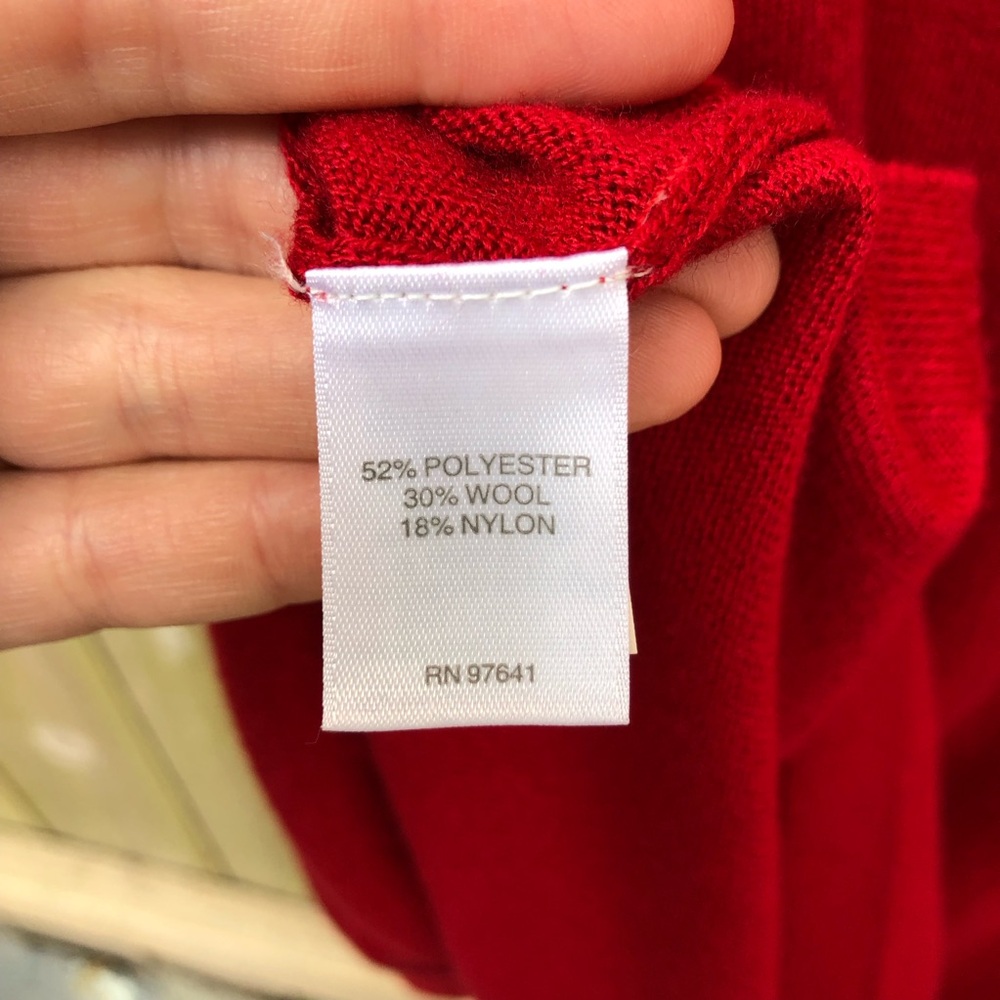 52% POLYESTER
30% WOOL
18% NYLON
RN 97641